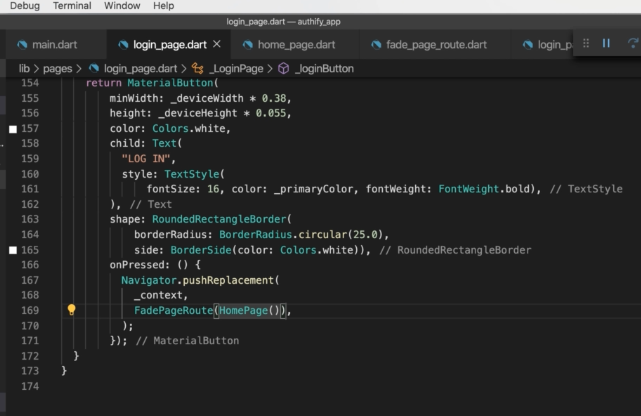 Debug Terminal Window Help
login_page.dart — authify_app
main.dart login_page.dart × home_page.dart fade_page_route.dart login_p
lib > pages > login_page.dart > _LoginPage > _loginButton
154 return MaterialButton(
155 minWidth: _deviceWidth * 0.38,
156 height: _deviceHeight * 0.055,
157 color: Colors.white,
158 child: Text(
159 "LOG IN",
160 style: TextStyle(
161 fontSize: 16, color: _primaryColor, fontWeight: FontWeight.bold), // TextStyle
162 ), // Text
163 shape: RoundedRectangleBorder(
164 borderRadius: BorderRadius.circular(25.0),
165 side: BorderSide(color: Colors.white)), // RoundedRectangleBorder
166 onPressed: () {
167 Navigator.pushReplacement(
168 _context,
169 FadePageRoute(HomePage()),
170 );
171 }); // MaterialButton
172 }
173 }
174